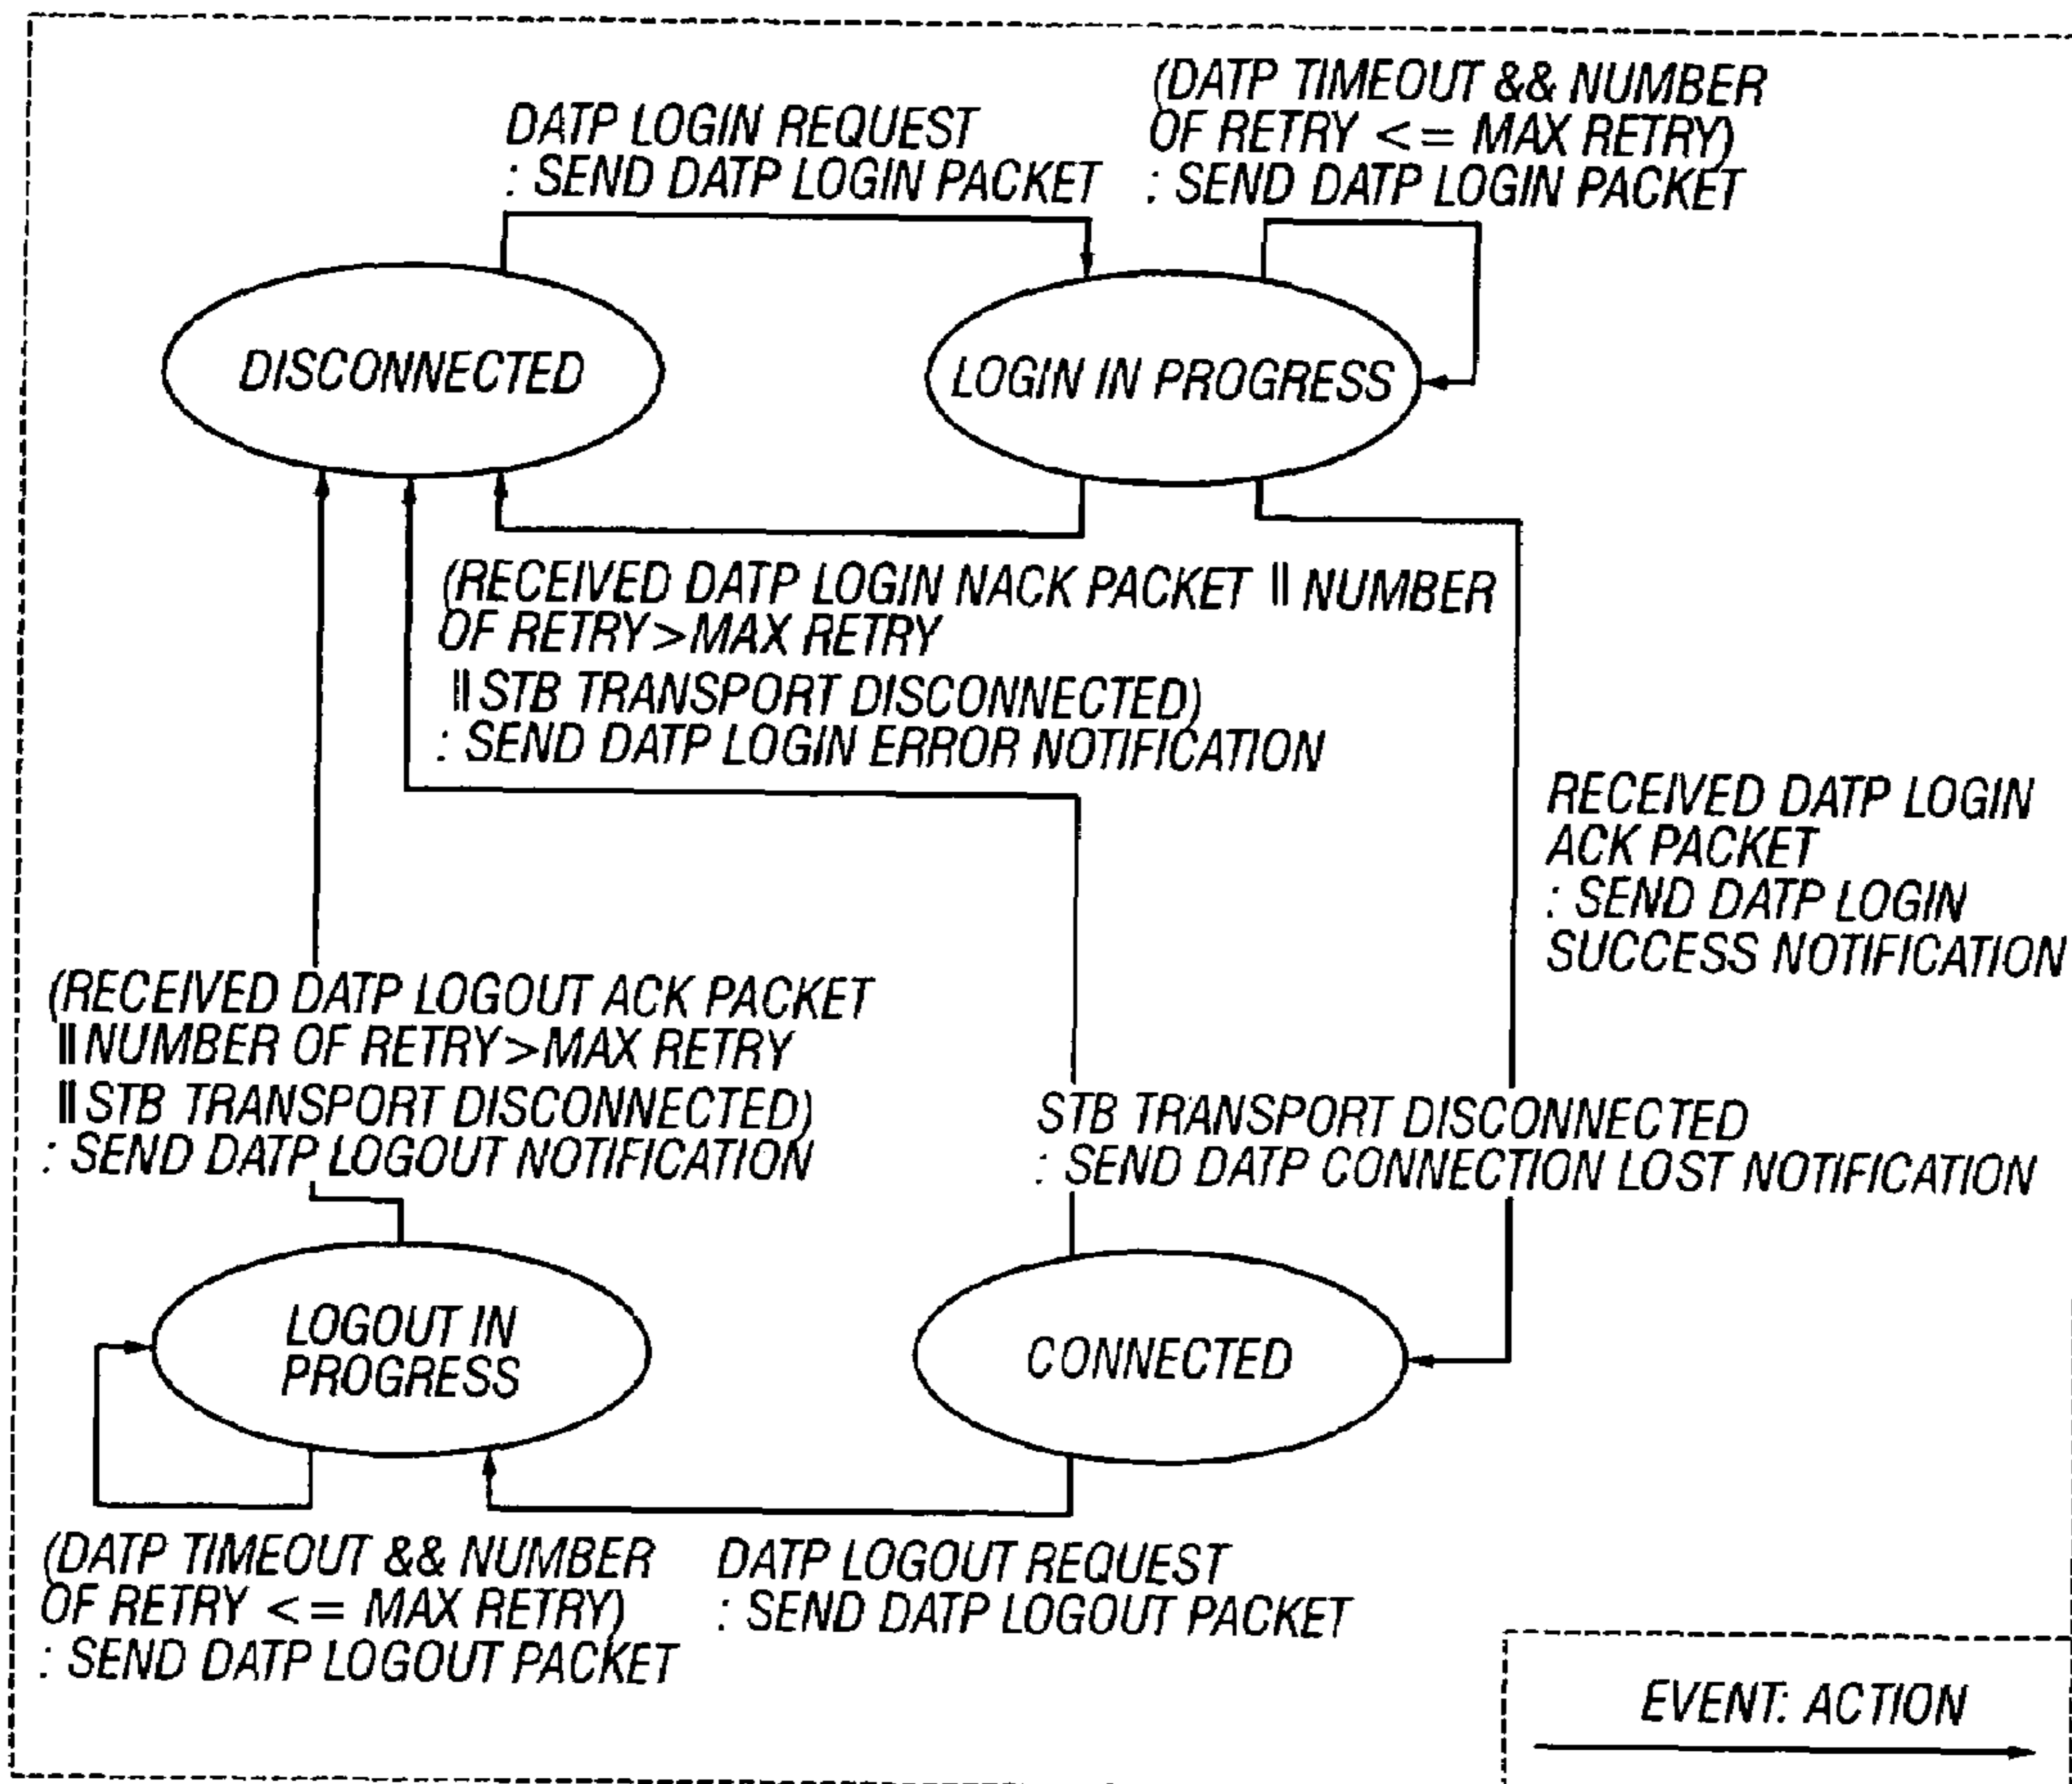 DATP LOGIN REQUEST
: SEND DATP LOGIN PACKET
(DATP TIMEOUT && NUMBER
OF RETRY <= MAX RETRY)
: SEND DATP LOGIN PACKET
DISCONNECTED
LOGIN IN PROGRESS
(RECEIVED DATP LOGIN NACK PACKET || NUMBER
OF RETRY>MAX RETRY
|| STB TRANSPORT DISCONNECTED)
: SEND DATP LOGIN ERROR NOTIFICATION
RECEIVED DATP LOGIN
ACK PACKET
: SEND DATP LOGIN
SUCCESS NOTIFICATION
(RECEIVED DATP LOGOUT ACK PACKET
|| NUMBER OF RETRY>MAX RETRY
|| STB TRANSPORT DISCONNECTED)
: SEND DATP LOGOUT NOTIFICATION
STB TRANSPORT DISCONNECTED
: SEND DATP CONNECTION LOST NOTIFICATION
LOGOUT IN
PROGRESS
CONNECTED
(DATP TIMEOUT && NUMBER
OF RETRY <= MAX RETRY)
: SEND DATP LOGOUT PACKET
DATP LOGOUT REQUEST
: SEND DATP LOGOUT PACKET
EVENT: ACTION